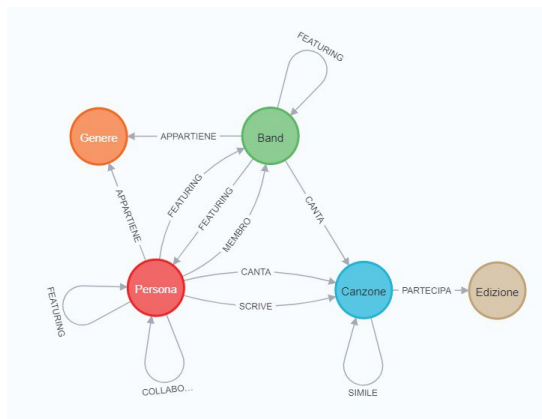 FEATURING
Genere
APPARTIENE
Band
APPARTIENE
FEATURING
FEATURING
MEMBRO
CANTA
Persona
CANTA
SCRIVE
Canzone
PARTECIPA
Edizione
FEATURING
COLLABO...
SIMILE